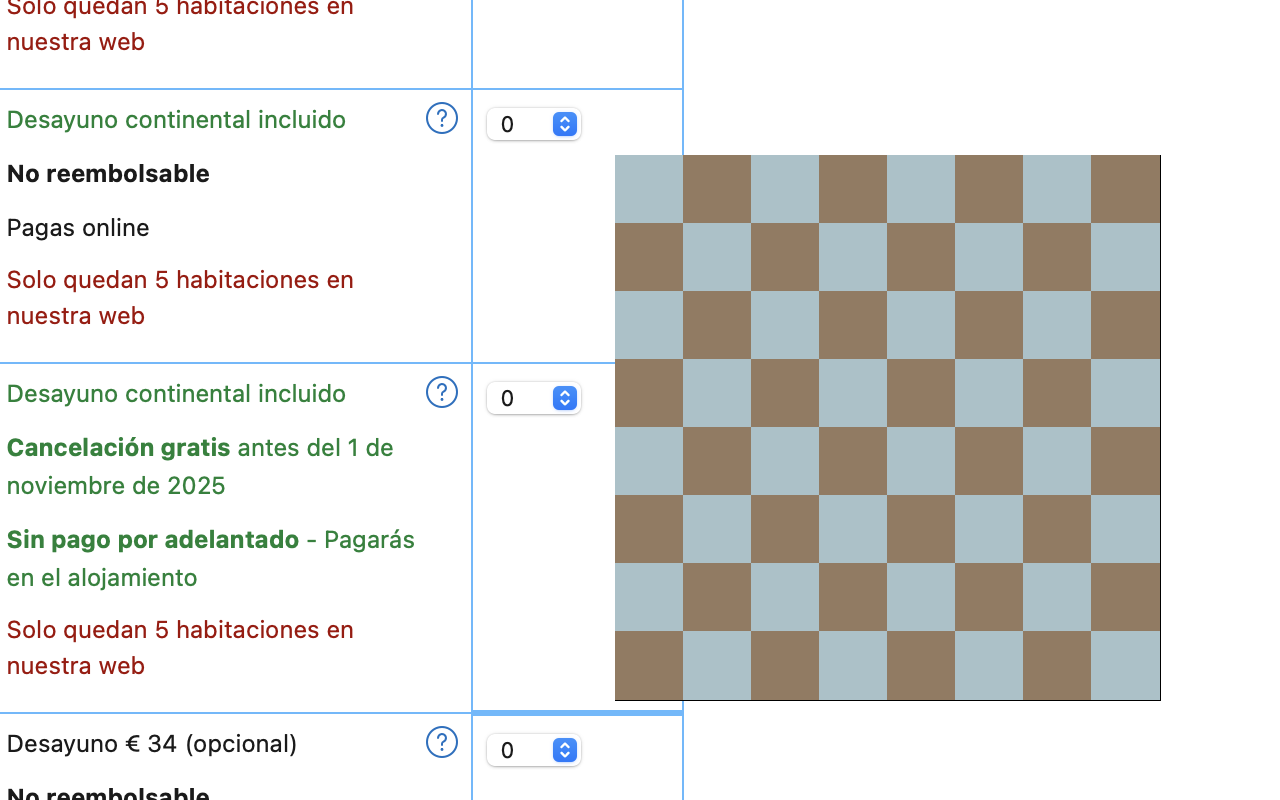 Solo quedan 5 habitaciones en
nuestra web
Desayuno continental incluido ? 0
No reembolsable
Pagas online
Solo quedan 5 habitaciones en
nuestra web
Desayuno continental incluido ? 0
Cancelación gratis antes del 1 de
noviembre de 2025
Sin pago por adelantado - Pagarás
en el alojamiento
Solo quedan 5 habitaciones en
nuestra web
Desayuno € 34 (opcional) ? 0
No reembolsable